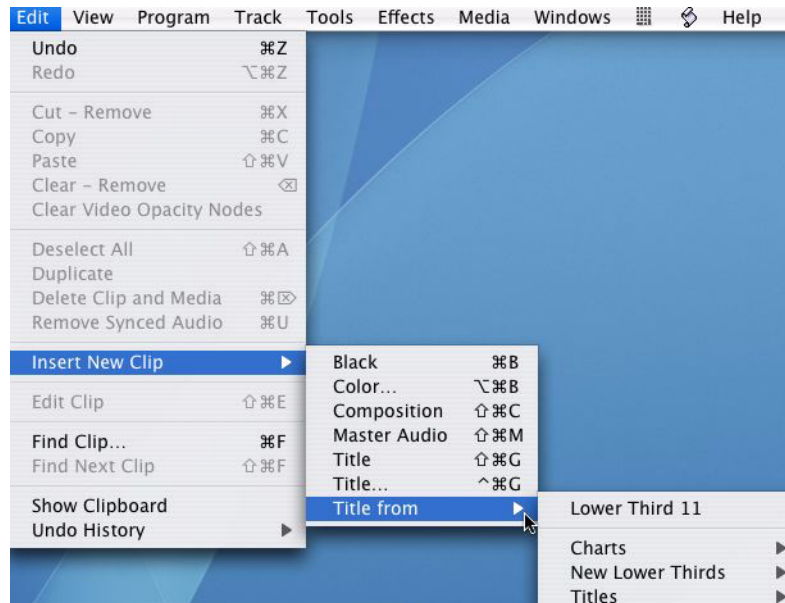 Edit View Program Track Tools Effects Media Windows Help
Undo ⌘Z
Redo ⌥⌘Z
Cut – Remove ⌘X
Copy ⌘C
Paste ⇧⌘V
Clear – Remove ⌫
Clear Video Opacity Nodes
Deselect All ⇧⌘A
Duplicate
Delete Clip and Media ⌘⌦
Remove Synced Audio ⌘U
Insert New Clip
Edit Clip ⇧⌘E
Find Clip... ⌘F
Find Next Clip ⇧⌘F
Show Clipboard
Undo History
Black ⌘B
Color... ⌥⌘B
Composition ⇧⌘C
Master Audio ⇧⌘M
Title ⇧⌘G
Title... ^⌘G
Title from
Lower Third 11
Charts
New Lower Thirds
Titles